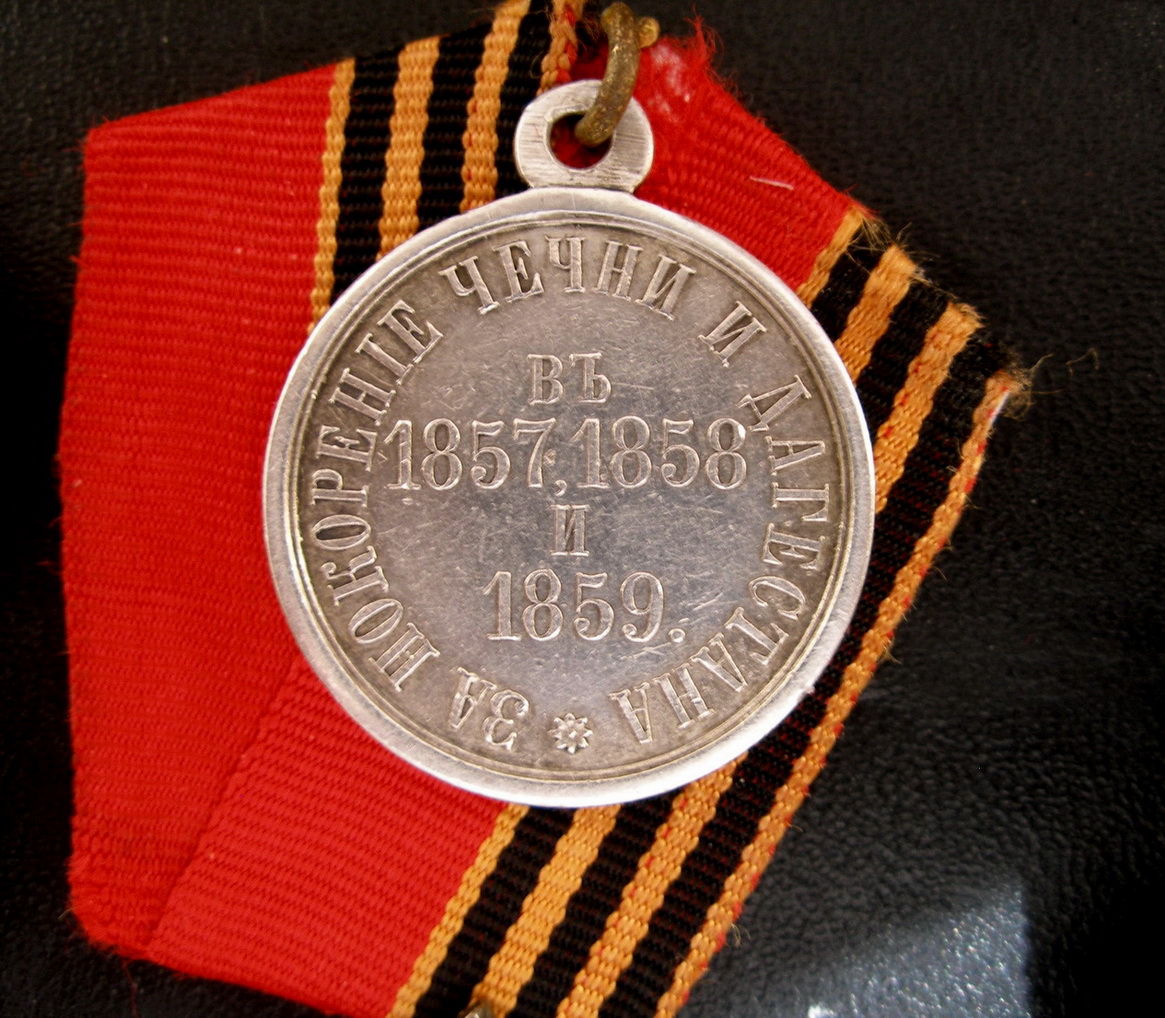 ЗА ПОКОРЕНІЕ ЧЕЧНИ И ДАГЕСТАНА
ВЪ
1857, 1858
И
1859.